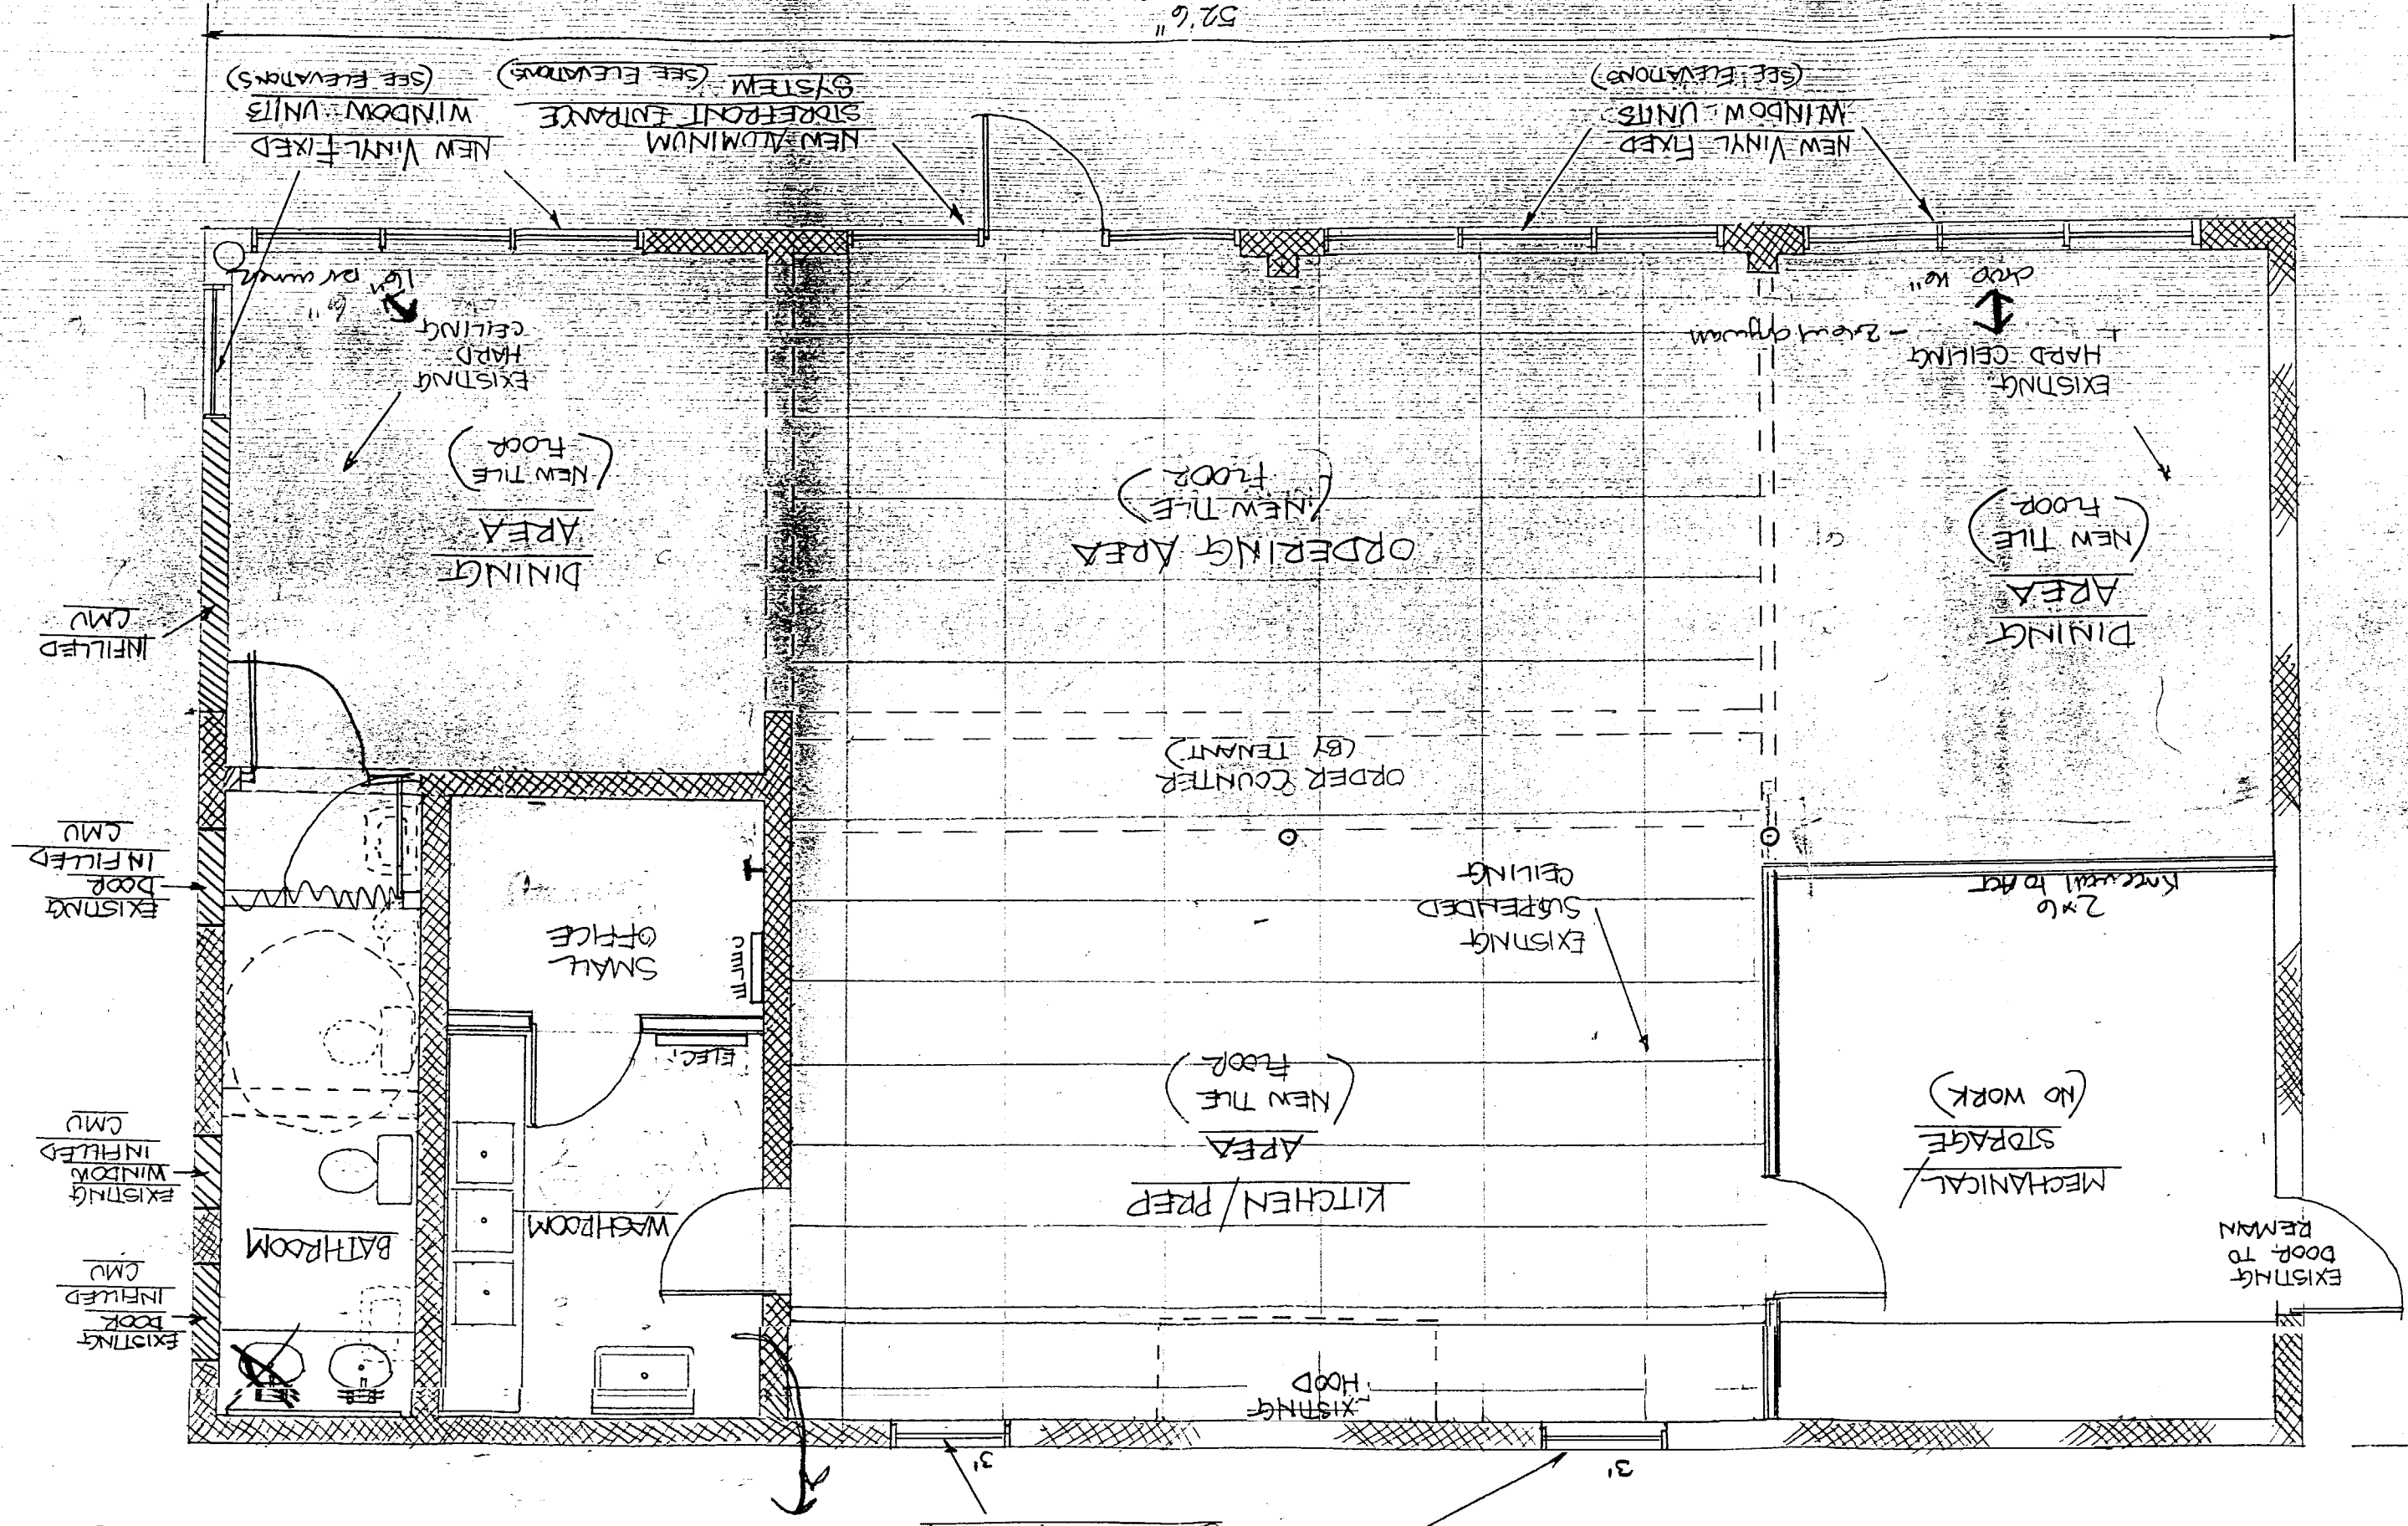 EXISTING
DOOR TO
REMAIN
3'
3'
EXISTING
HOOD
MECHANICAL/
STORAGE
(NO WORK)
KITCHEN/PREP
AREA
(NEW TILE
FLOOR)
WASHROOM
BATHROOM
EXISTING
DOOR
INFILLED
CMU
EXISTING
WINDOW
INFILLED
CMU
ELEC.
2x6
EXISTING
SUSPENDED
CEILING
SMALL
OFFICE
EXISTING
DOOR
INFILLED
CMU
ORDER COUNTER
(BY TENANT)
DINING
AREA
(NEW TILE
FLOOR)
ORDERING AREA
(NEW TILE
FLOOR)
DINING
AREA
(NEW TILE
FLOOR)
INFILLED
CMU
EXISTING
HARD CEILING
drop 16"
EXISTING
HARD
CEILING
16"
6"
NEW VINYL FIXED
WINDOW UNITS
(SEE ELEVATIONS)
NEW ALUMINUM
STOREFRONT ENTRANCE
SYSTEM (SEE ELEVATIONS)
NEW VINYL FIXED
WINDOW UNITS
(SEE ELEVATIONS)
52'6"